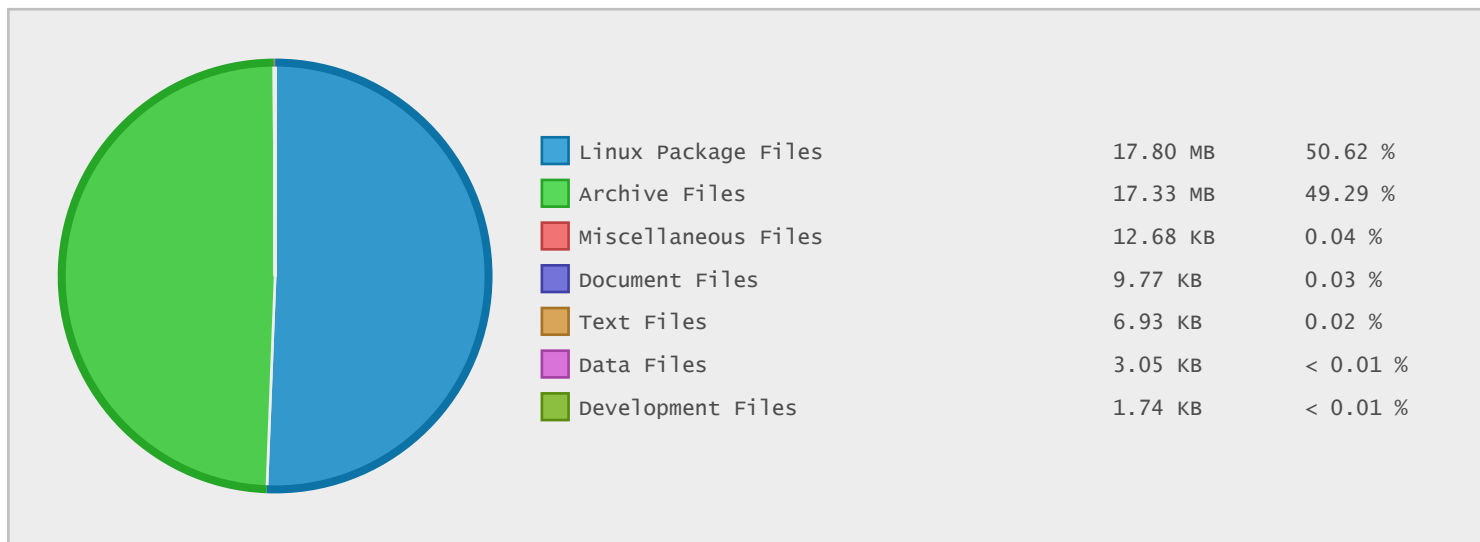 Linux Package Files 17.80 MB 50.62 %
Archive Files 17.33 MB 49.29 %
Miscellaneous Files 12.68 KB 0.04 %
Document Files 9.77 KB 0.03 %
Text Files 6.93 KB 0.02 %
Data Files 3.05 KB < 0.01 %
Development Files 1.74 KB < 0.01 %